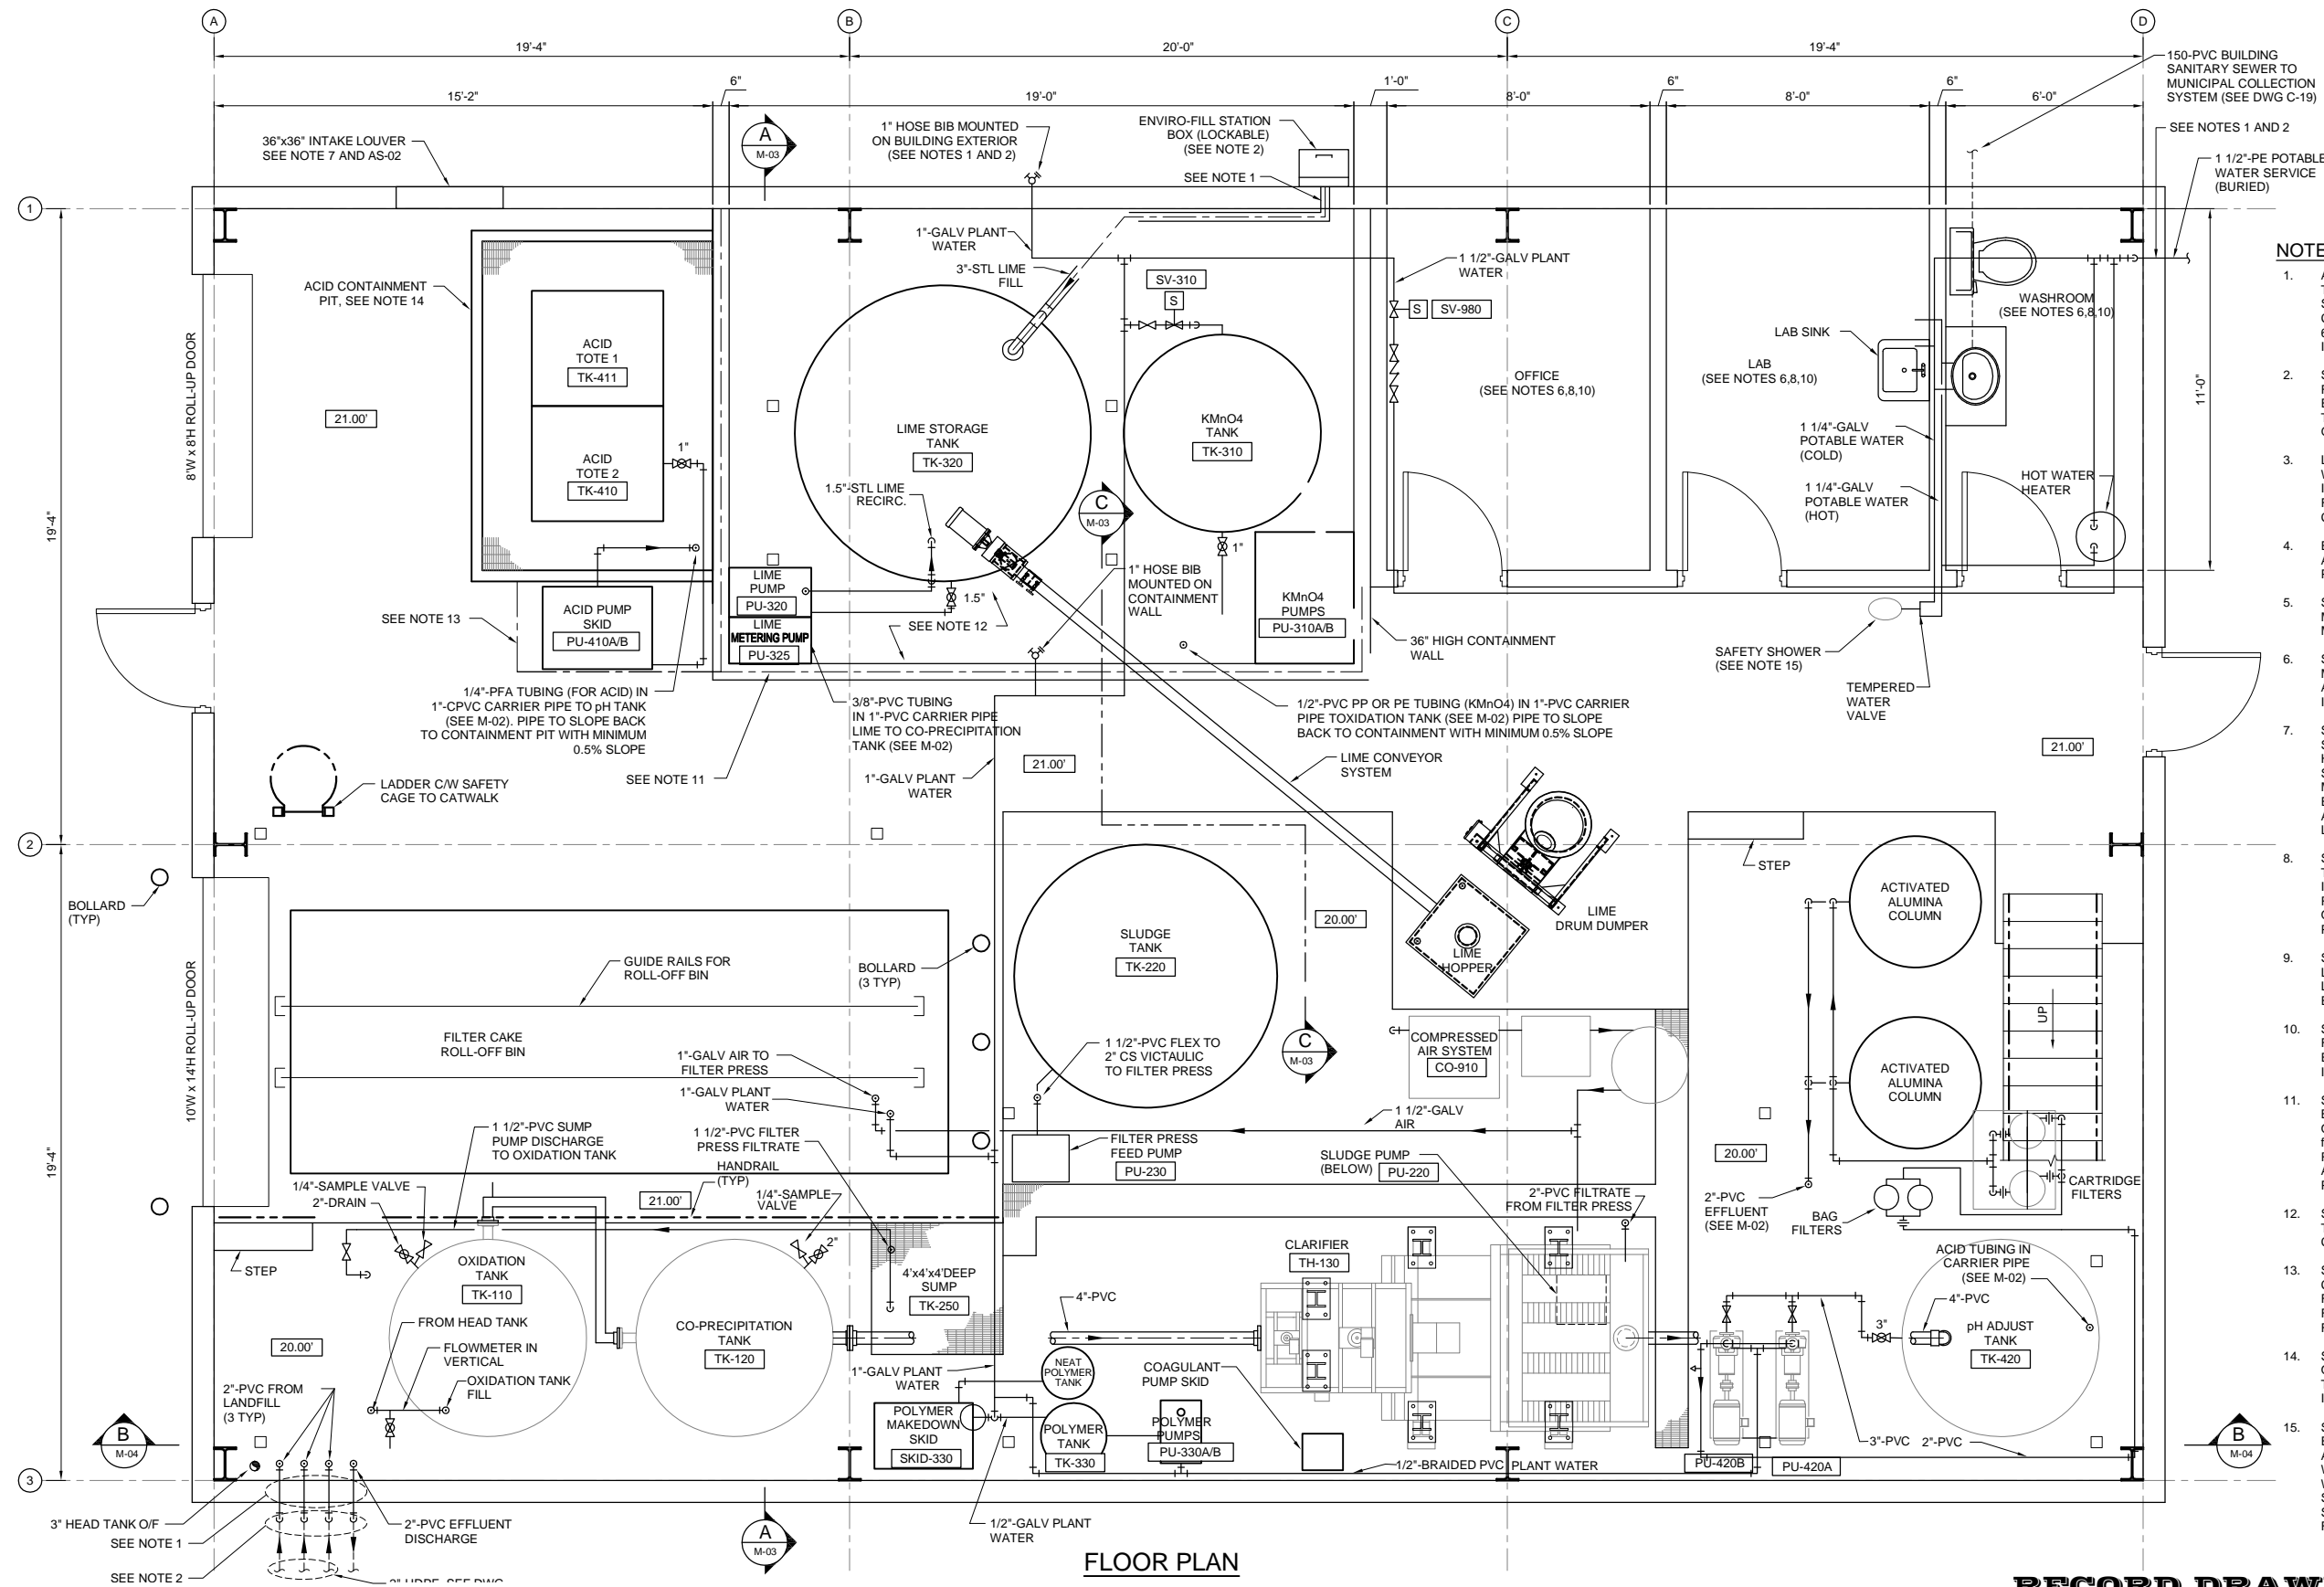 A
B
C
D
19'-4"
20'-0"
19'-4"
15'-2"
6"
19'-0"
1'-0"
8'-0"
6"
8'-0"
6"
6'-0"
150-PVC BUILDING
SANITARY SEWER TO
MUNICIPAL COLLECTION
SYSTEM (SEE DWG C-19)
SEE NOTES 1 AND 2
1 1/2"-PE POTABLE
WATER SERVICE
(BURIED)
36"x36" INTAKE LOUVER
SEE NOTE 7 AND AS-02
A
M-03
1" HOSE BIB MOUNTED
ON BUILDING EXTERIOR
(SEE NOTES 1 AND 2)
ENVIRO-FILL STATION
BOX (LOCKABLE)
(SEE NOTE 2)
SEE NOTE 1
1
1"-GALV PLANT
WATER
3"-STL LIME
FILL
SV-310
S
1 1/2"-GALV PLANT
WATER
S
SV-980
ACID CONTAINMENT
PIT, SEE NOTE 14
ACID
TOTE 1
TK-411
ACID
TOTE 2
TK-410
1"
21.00'
8'W x 8'H ROLL-UP DOOR
19'-4"
LIME STORAGE
TANK
TK-320
KMnO4
TANK
TK-310
OFFICE
(SEE NOTES 6,8,10)
LAB
(SEE NOTES 6,8,10)
LAB SINK
WASHROOM
(SEE NOTES 6,8,10)
11'-0"
1 1/4"-GALV
POTABLE WATER
(COLD)
1 1/4"-GALV
POTABLE WATER
(HOT)
HOT WATER
HEATER
1.5"-STL LIME
RECIRC.
C
M-03
1"
1" HOSE BIB
MOUNTED ON
CONTAINMENT
WALL
LIME
PUMP
PU-320
LIME
METERING PUMP
PU-325
1.5"
SEE NOTE 12
KMnO4
PUMPS
PU-310A/B
SEE NOTE 13
ACID PUMP
SKID
PU-410A/B
36" HIGH CONTAINMENT
WALL
SAFETY SHOWER
(SEE NOTE 15)
TEMPERED
WATER
VALVE
1/4"-PFA TUBING (FOR ACID) IN
1"-CPVC CARRIER PIPE TO pH TANK
(SEE M-02). PIPE TO SLOPE BACK
TO CONTAINMENT PIT WITH MINIMUM
0.5% SLOPE
3/8"-PVC TUBING
IN 1"-PVC CARRIER PIPE
LIME TO CO-PRECIPITATION
TANK (SEE M-02)
1/2"-PVC PP OR PE TUBING (KMnO4) IN 1"-PVC CARRIER
PIPE TOXIDATION TANK (SEE M-02) PIPE TO SLOPE
BACK TO CONTAINMENT WITH MINIMUM 0.5% SLOPE
SEE NOTE 11
1"-GALV PLANT
WATER
21.00'
LIME CONVEYOR
SYSTEM
21.00'
LADDER C/W SAFETY
CAGE TO CATWALK
2
STEP
BOLLARD
(TYP)
10'W x 14'H ROLL-UP DOOR
19'-4"
GUIDE RAILS FOR
ROLL-OFF BIN
FILTER CAKE
ROLL-OFF BIN
BOLLARD
(3 TYP)
SLUDGE
TANK
TK-220
20.00'
LIME
DRUM DUMPER
LIME
HOPPER
ACTIVATED
ALUMINA
COLUMN
ACTIVATED
ALUMINA
COLUMN
UP
1"-GALV AIR TO
FILTER PRESS
1"-GALV PLANT
WATER
1 1/2"-PVC FLEX TO
2" CS VICTAULIC
TO FILTER PRESS
C
M-03
COMPRESSED
AIR SYSTEM
CO-910
1 1/2"-GALV
AIR
1 1/2"-PVC SUMP
PUMP DISCHARGE
TO OXIDATION TANK
1 1/2"-PVC FILTER
PRESS FILTRATE
HANDRAIL
(TYP)
FILTER PRESS
FEED PUMP
PU-230
SLUDGE PUMP
(BELOW)
PU-220
20.00'
1/4"-SAMPLE VALVE
2"-DRAIN
21.00'
1/4"-SAMPLE
VALVE
2"
2"-PVC FILTRATE
FROM FILTER PRESS
2"-PVC
EFFLUENT
(SEE M-02)
BAG
FILTERS
CARTRIDGE
FILTERS
STEP
OXIDATION
TANK
TK-110
4'x4'x4'DEEP
SUMP
TK-250
CLARIFIER
TH-130
ACID TUBING IN
CARRIER PIPE
(SEE M-02)
4"-PVC
4"-PVC
FROM HEAD TANK
FLOWMETER IN
VERTICAL
OXIDATION TANK
FILL
CO-PRECIPITATION
TANK
TK-120
20.00'
3"
pH ADJUST
TANK
TK-420
2"-PVC FROM
LANDFILL
(3 TYP)
1"-GALV PLANT
WATER
NEAT
POLYMER
TANK
COAGULANT
PUMP SKID
POLYMER
MAKEDOWN
SKID
SKID-330
POLYMER
TANK
TK-330
POLYMER
PUMPS
PU-330A/B
1/2"-BRAIDED PVC PLANT WATER
PU-420B
PU-420A
3"-PVC
2"-PVC
B
M-04
B
M-04
3
3" HEAD TANK O/F
SEE NOTE 1
SEE NOTE 2
2"-PVC EFFLUENT
DISCHARGE
A
M-03
1/2"-GALV PLANT
WATER
FLOOR PLAN
1.
2.
3.
4.
5.
6.
7.
8.
9.
10.
11.
12.
13.
14.
15.
RECORD